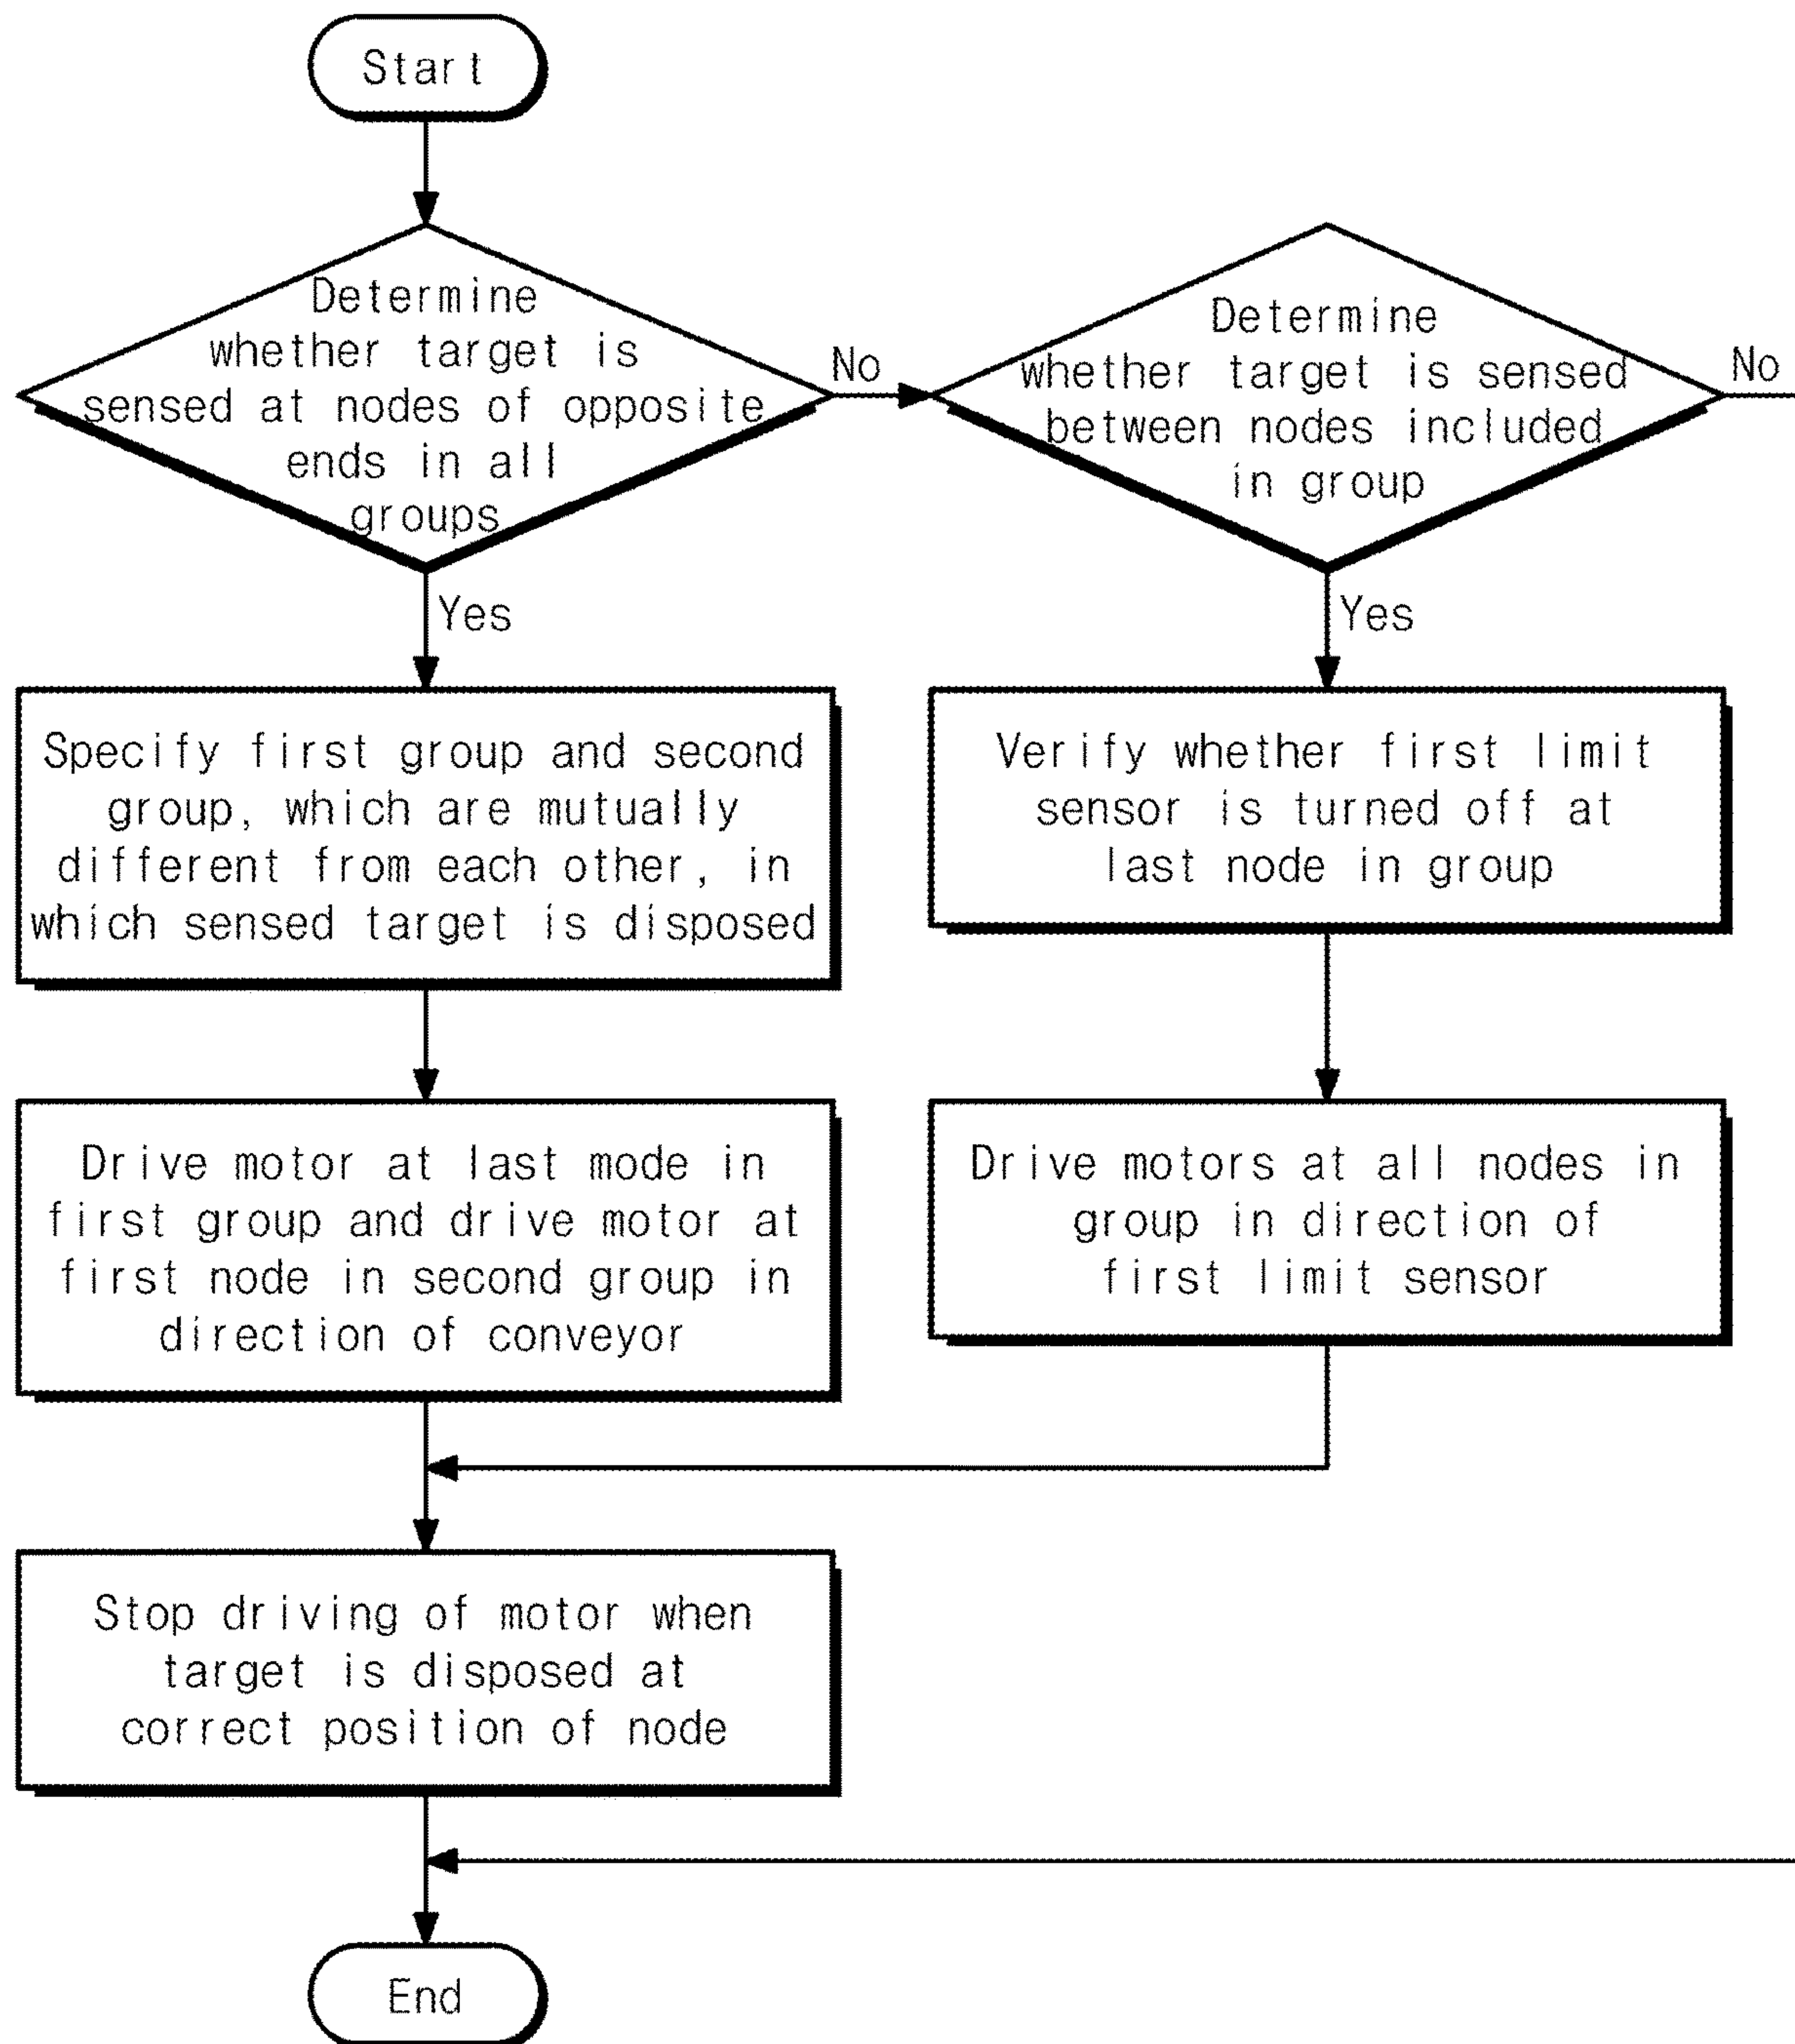 Start
Determine
whether target is
sensed at nodes of opposite
ends in all
groups
No
Determine
whether target is sensed
between nodes included
in group
No
Yes
Yes
Specify first group and second
group, which are mutually
different from each other, in
which sensed target is disposed
Verify whether first limit
sensor is turned off at
last node in group
Drive motor at last mode in
first group and drive motor at
first node in second group in
direction of conveyor
Drive motors at all nodes in
group in direction of
first limit sensor
Stop driving of motor when
target is disposed at
correct position of node
End